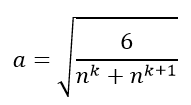 a = √(6 / (n^k + n^(k+1)))